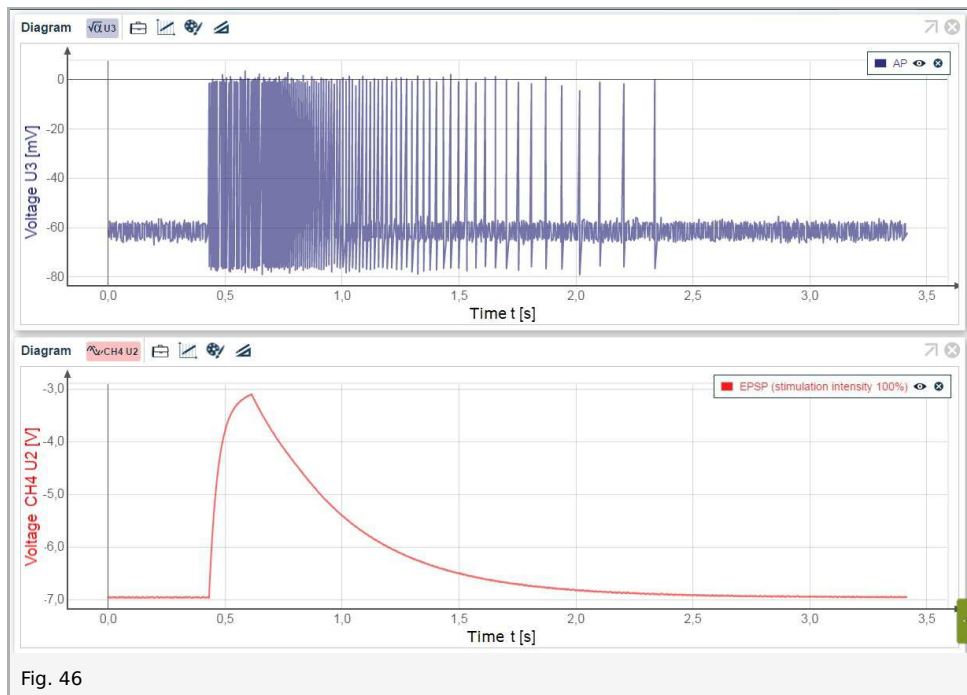 Diagram √α U3
AP
Voltage U3 [mV]
0
-20
-40
-60
-80
0,0 0,5 1,0 1,5 2,0 2,5 3,0 3,5
Time t [s]
Diagram CH4 U2
EPSP (stimulation intensity 100%)
Voltage CH4 U2 [V]
-3,0
-4,0
-5,0
-6,0
-7,0
0,0 0,5 1,0 1,5 2,0 2,5 3,0 3,5
Time t [s]
Fig. 46